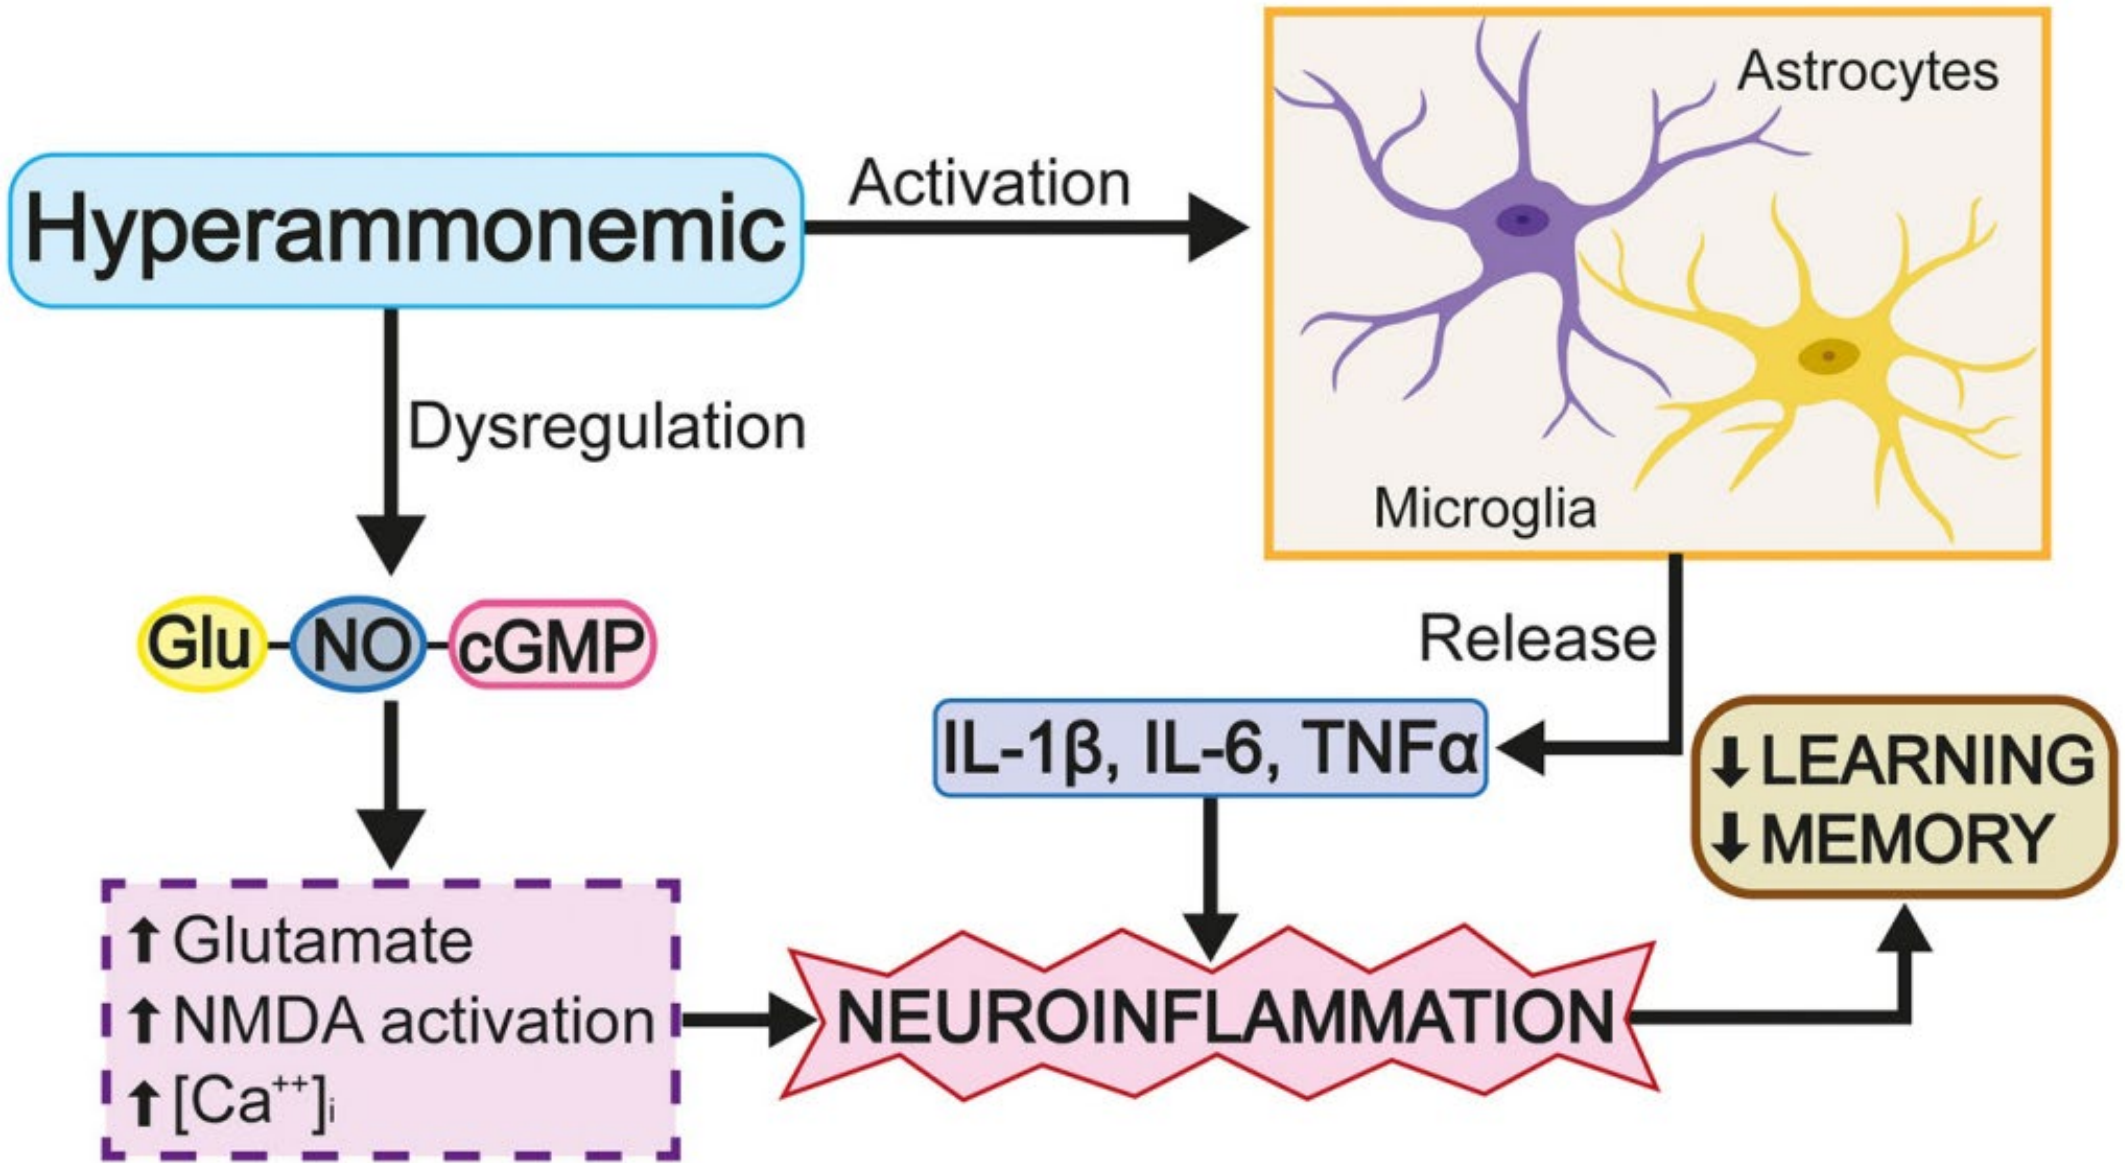 Astrocytes
Hyperammonemic
Activation
Dysregulation
Microglia
Glu
NO
cGMP
Release
IL-1β, IL-6, TNFα
⬇LEARNING
⬇MEMORY
⬆Glutamate
⬆NMDA activation
⬆[Ca⁺⁺]ᵢ
NEUROINFLAMMATION